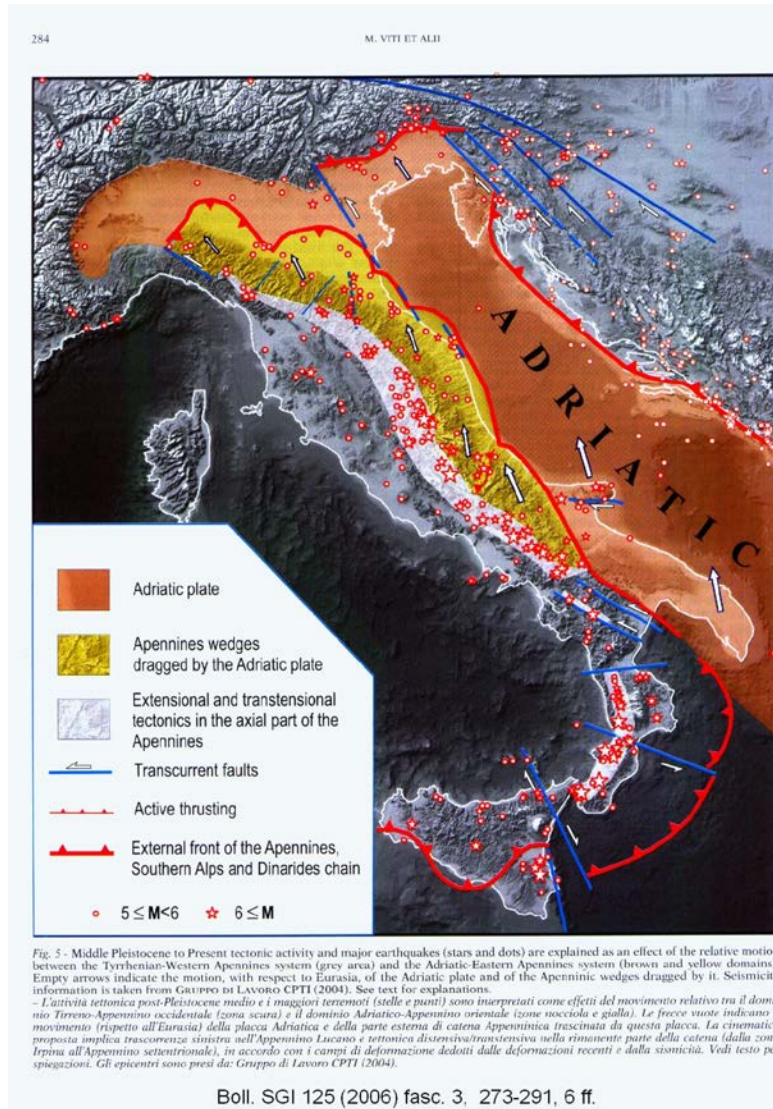 284
M. VITI ET ALII
ADRIATIC
Adriatic plate
Apennines wedges
dragged by the Adriatic plate
Extensional and transtensional
tectonics in the axial part of the
Apennines
Transcurrent faults
Active thrusting
External front of the Apennines,
Southern Alps and Dinarides chain
5 ≤ M<6
6 ≤ M
Fig. 5 - Middle Pleistocene to Present tectonic activity and major earthquakes (stars and dots) are explained as an effect of the relative motio
between the Tyrrhenian-Western Apennines system (grey area) and the Adriatic-Eastern Apennines system (brown and yellow domains
Empty arrows indicate the motion, with respect to Eurasia, of the Adriatic plate and of the Apenninic wedges dragged by it. Seismicit
information is taken from GRUPPO DI LAVORO CPTI (2004). See text for explanations.
– L'attività tettonica post-Pleistocene medio e i maggiori terremoti (stelle e punti) sono interpretati come effetti del movimento relativo tra il dom
nio Tirreno-Appennino occidentale (zona scura) e il dominio Adriatico-Appennino orientale (zone nocciola e gialla). Le frecce vuote indicano
movimento (rispetto all'Eurasia) della placca Adriatica e della parte esterna di catena Appenninica trascinata da questa placca. La cinematic
proposta implica trascorrenza sinistra nell'Appennino Lucano e tettonica distensiva/transtensiva nella rimanente parte della catena (dalla zon
Irpina all'Appennino settentrionale), in accordo con i campi di deformazione dedotti dalle deformazioni recenti e dalla sismicità. Vedi testo pe
spiegazioni. Gli epicentri sono presi da: Gruppo di Lavoro CPTI (2004).
Boll. SGI 125 (2006) fasc. 3, 273-291, 6 ff.